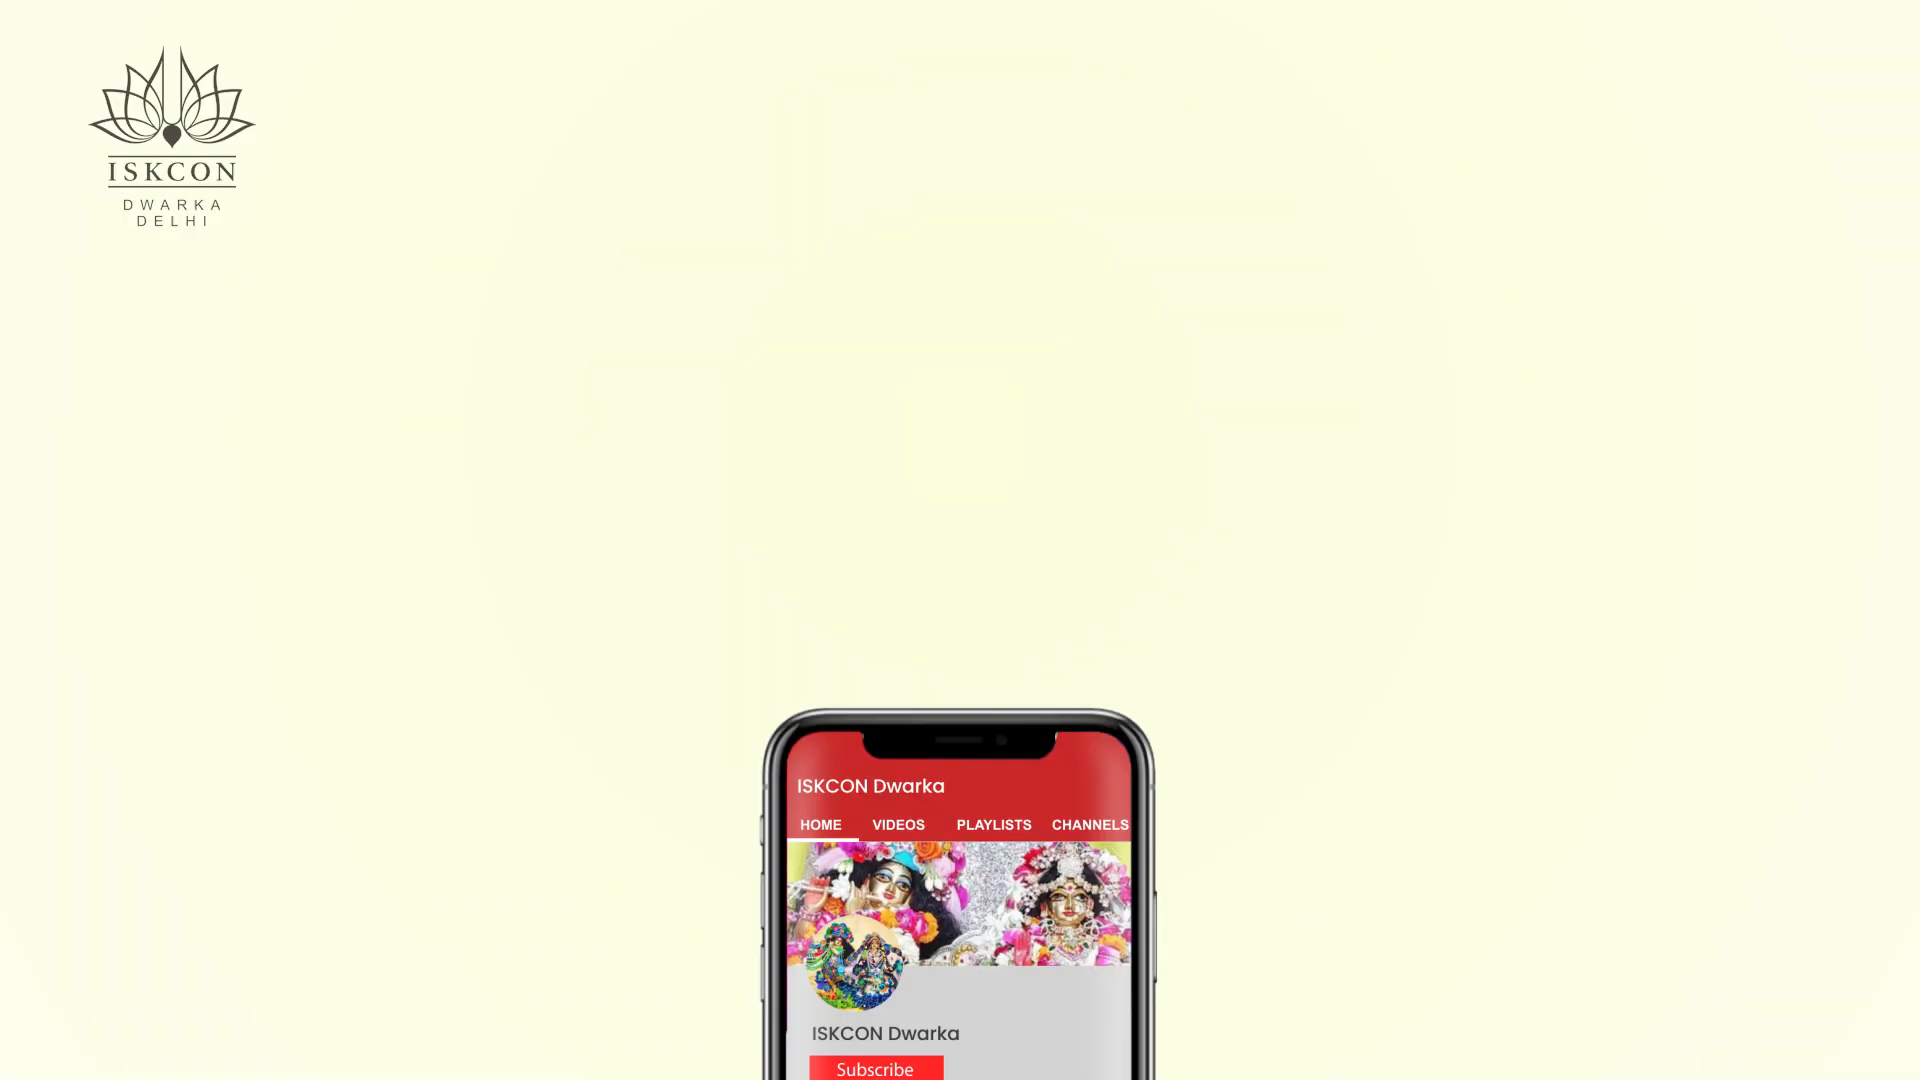 ISKCON
DWARKA
DELHI
ISKCON Dwarka
HOME VIDEOS PLAYLISTS CHANNELS
ISKCON Dwarka
Subscribe